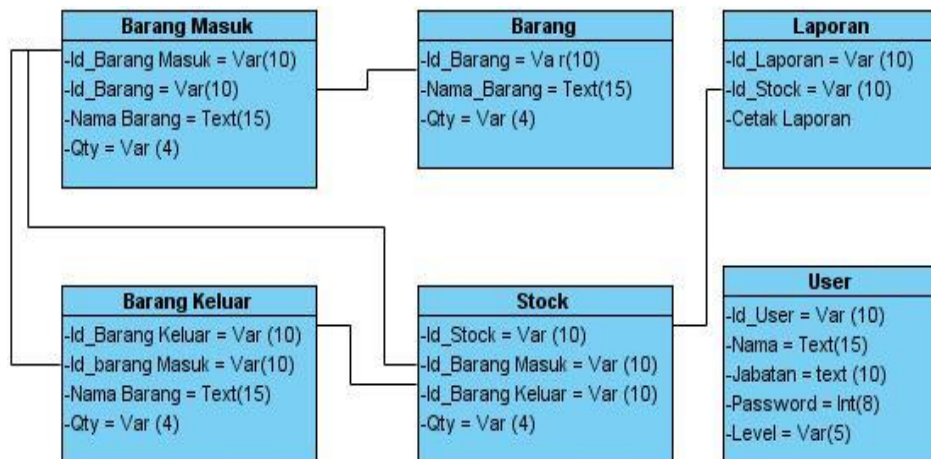 Barang Masuk
-Id_Barang Masuk = Var(10)
-Id_Barang = Var(10)
-Nama Barang = Text(15)
-Qty = Var (4)
Barang
-Id_Barang = Va r(10)
-Nama_Barang = Text(15)
-Qty = Var (4)
Laporan
-Id_Laporan = Var (10)
-Id_Stock = Var (10)
-Cetak Laporan
Barang Keluar
-Id_Barang Keluar = Var (10)
-Id_barang Masuk = Var(10)
-Nama Barang = Text(15)
-Qty = Var (4)
Stock
-Id_Stock = Var (10)
-Id_Barang Masuk = Var (10)
-Id_Barang Keluar = Var (10)
-Qty = Var (4)
User
-Id_User = Var (10)
-Nama = Text(15)
-Jabatan = text (10)
-Password = Int(8)
-Level = Var(5)